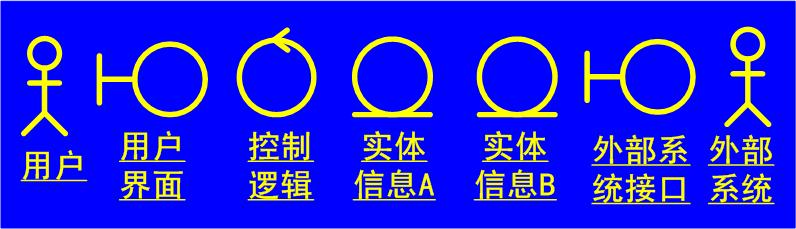 用户
用户
界面
控制
逻辑
实体
信息A
实体
信息B
外部系
统接口
外部
系统